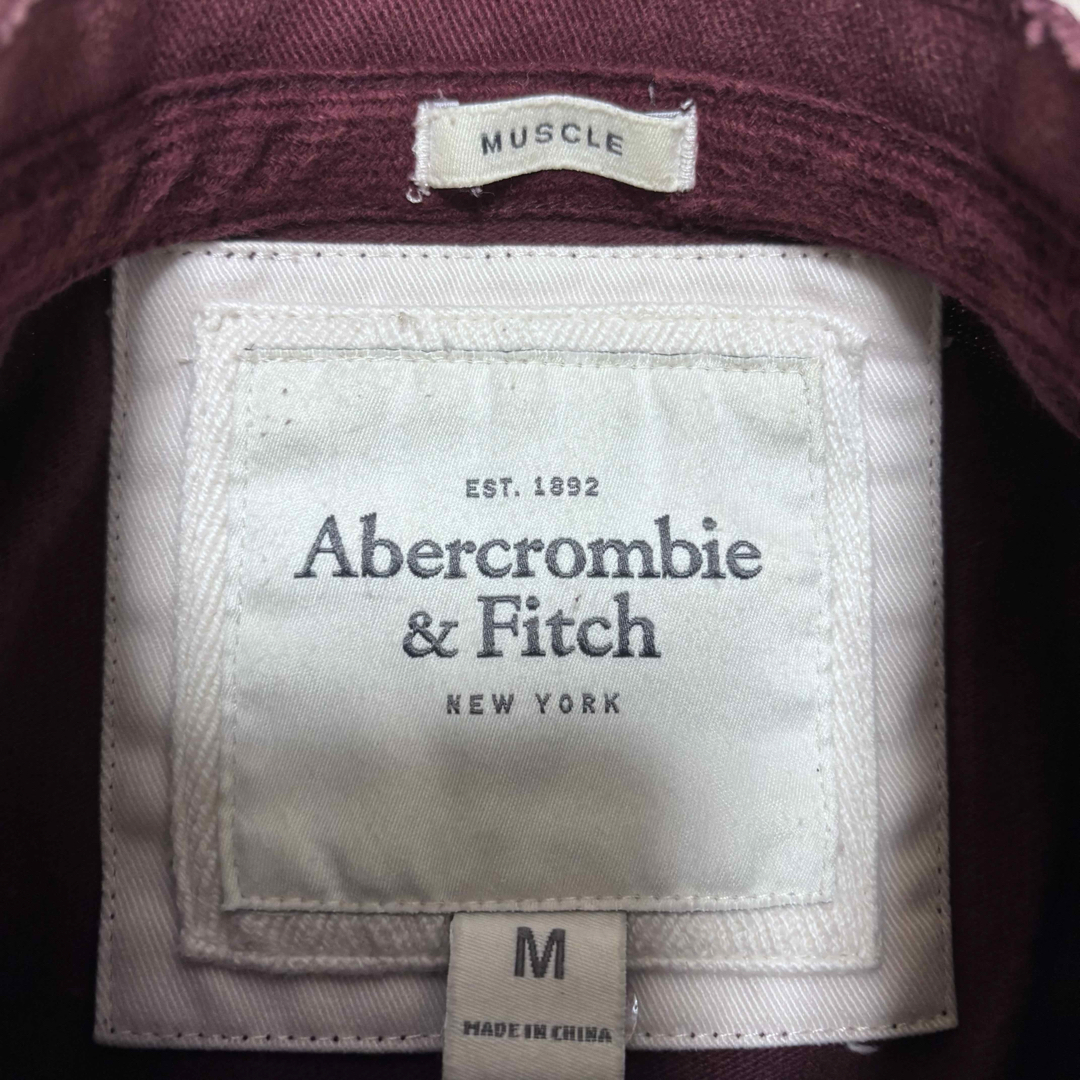 MUSCLE
EST. 1892
Abercrombie
& Fitch
NEW YORK
M
MADE IN CHINA